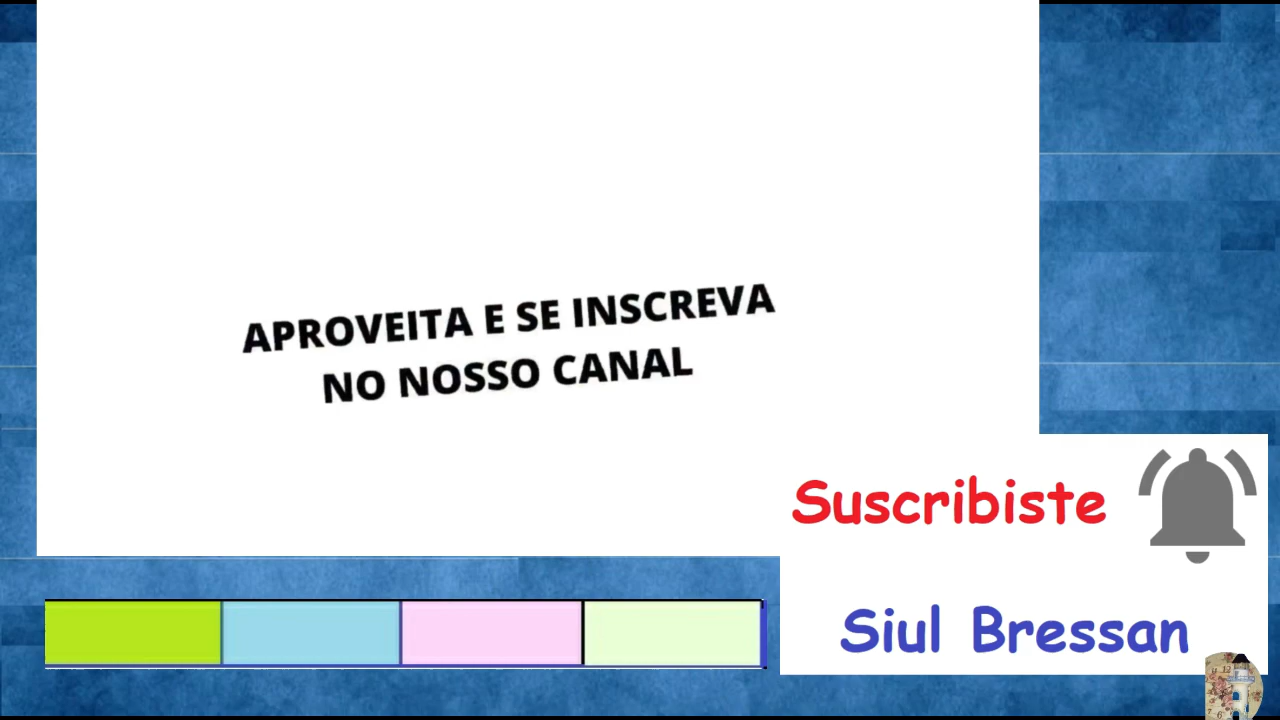 APROVEITA E SE INSCREVA
NO NOSSO CANAL
Suscribiste
Siul Bressan